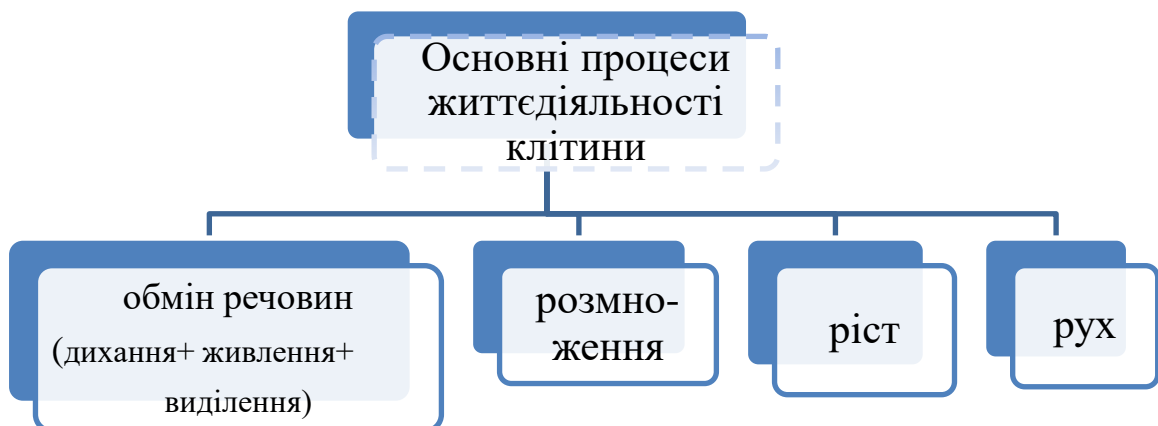 Основні процеси
життєдіяльності
клітини
обмін речовин
(дихання+ живлення+
виділення)
розмно-
ження
ріст
рух